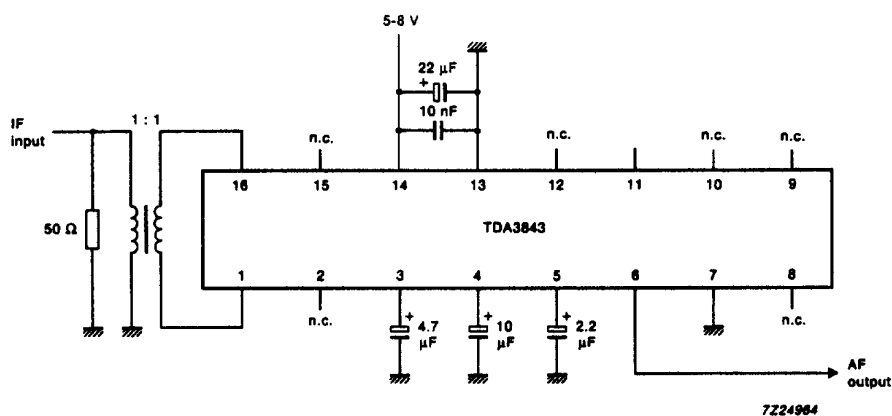 5-8 V
22 µF
+
10 nF
1 : 1
IF
input
n.c.
n.c.
n.c.
n.c.
16 15 14 13 12 11 10 9
50 Ω
TDA3843
1 2 3 4 5 6 7 8
n.c.
+
4.7
µF
+
10
µF
+
2.2
µF
n.c.
AF
output
7Z24964